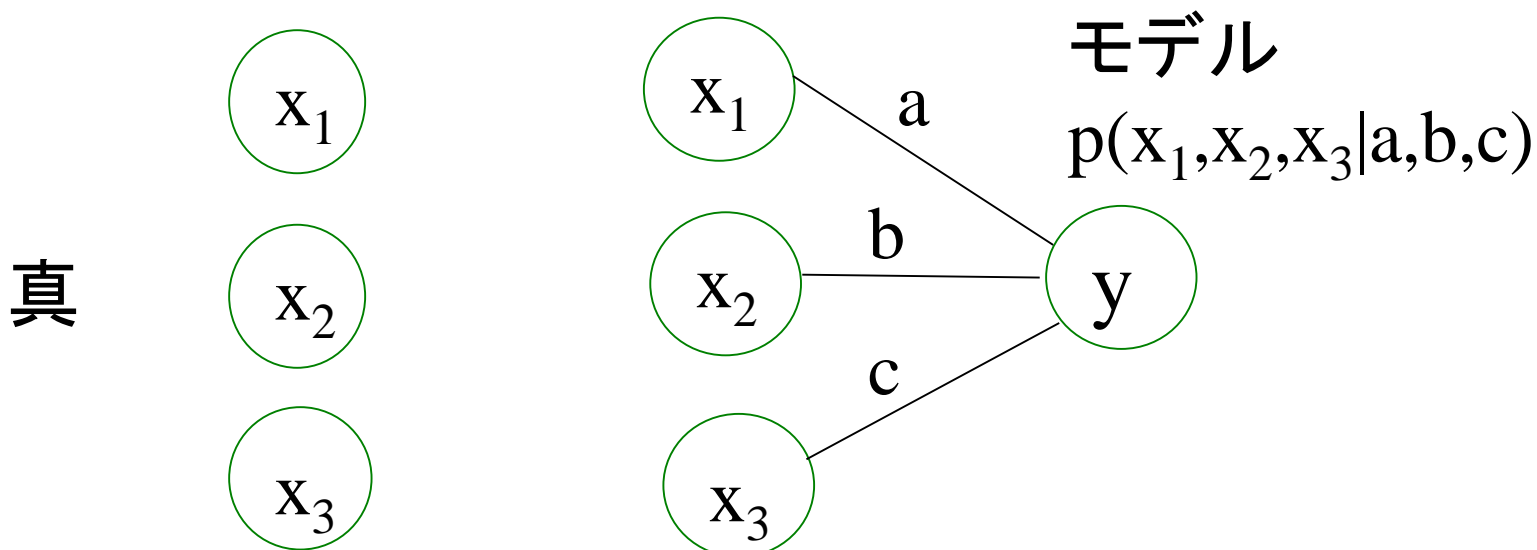 真
x₁
x₂
x₃
x₁
x₂
x₃
a
b
c
y
モデル
p(x₁,x₂,x₃|a,b,c)